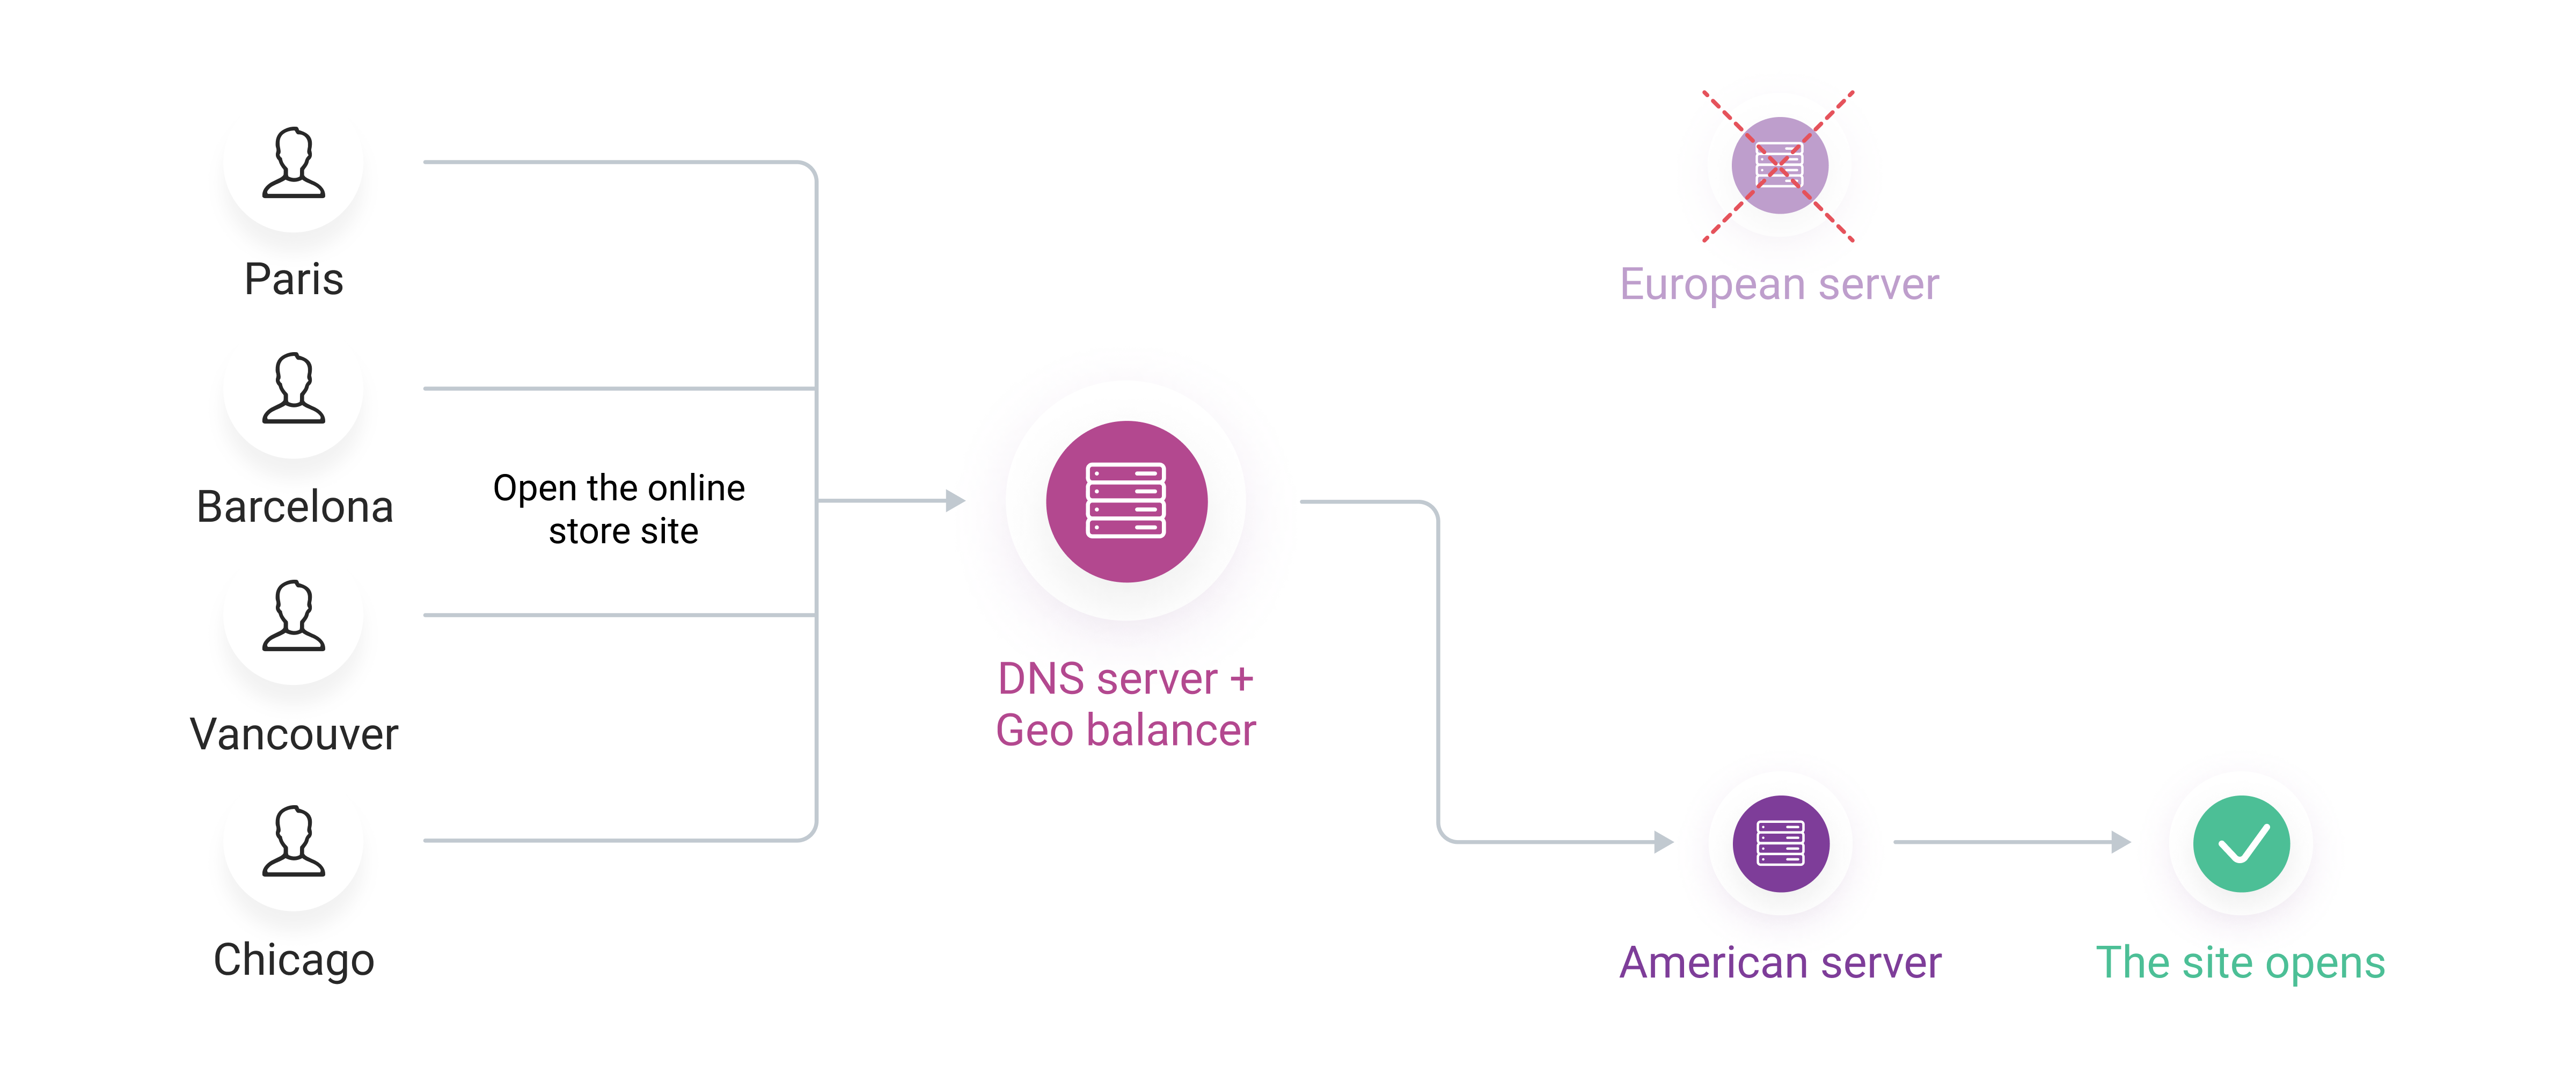 Paris
Barcelona
Vancouver
Chicago
Open the online
store site
DNS server +
Geo balancer
European server
American server
The site opens